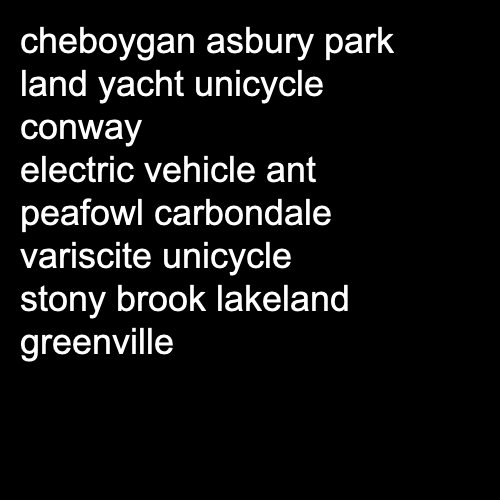 cheboygan asbury park
land yacht unicycle
conway
electric vehicle ant
peafowl carbondale
variscite unicycle
stony brook lakeland
greenville